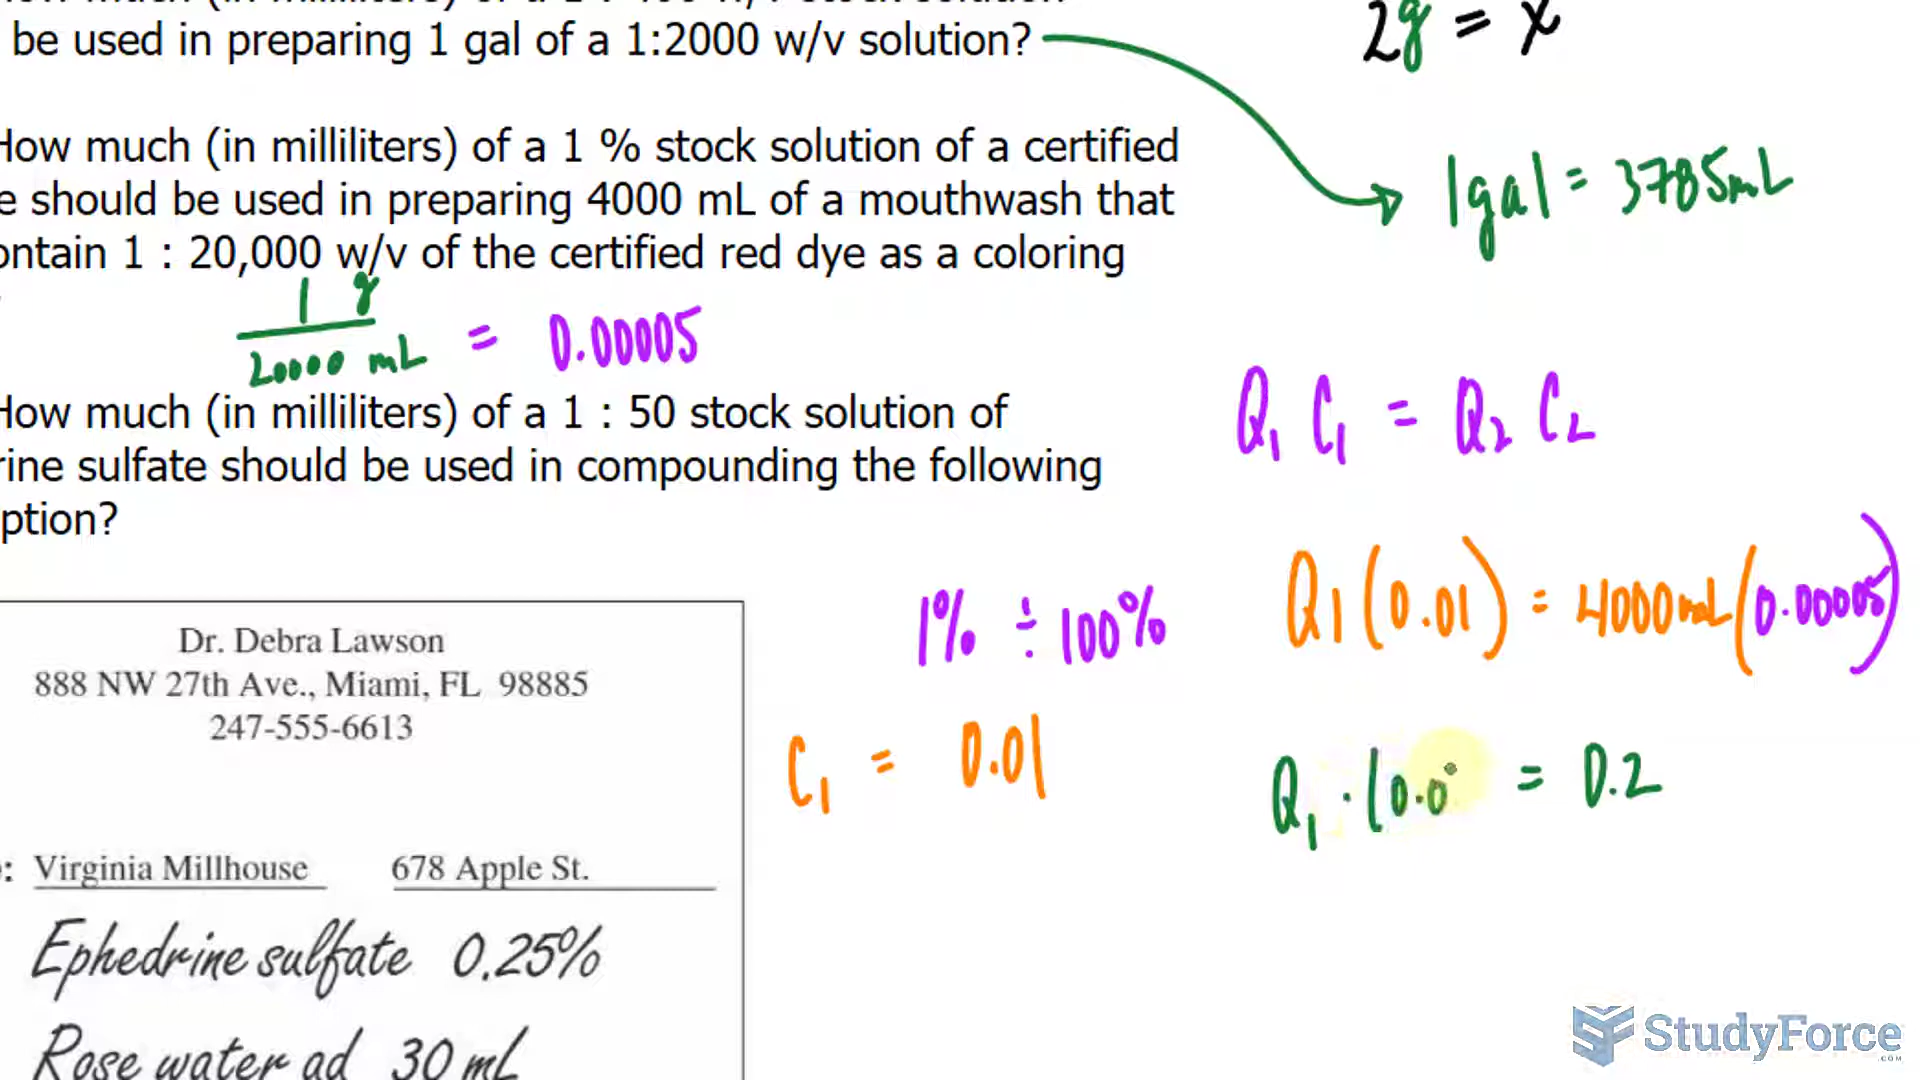 be used in preparing 1 gal of a 1:2000 w/v solution?
2g = x
How much (in milliliters) of a 1 % stock solution of a certified
e should be used in preparing 4000 mL of a mouthwash that
ontain 1 : 20,000 w/v of the certified red dye as a coloring
1gal = 3785mL
1 g
20000 mL = 0.00005
How much (in milliliters) of a 1 : 50 stock solution of
rine sulfate should be used in compounding the following
ption?
Q1 C1 = Q2 C2
Q1 (0.01) = 4000mL (0.00005)
1% ÷ 100%
C1 = 0.01
Q1 · (0.0 = 0.2
Dr. Debra Lawson
888 NW 27th Ave., Miami, FL 98885
247-555-6613
: Virginia Millhouse 678 Apple St.
Ephedrine sulfate 0.25%
Rose water ad 30 mL
StudyForce
.COM